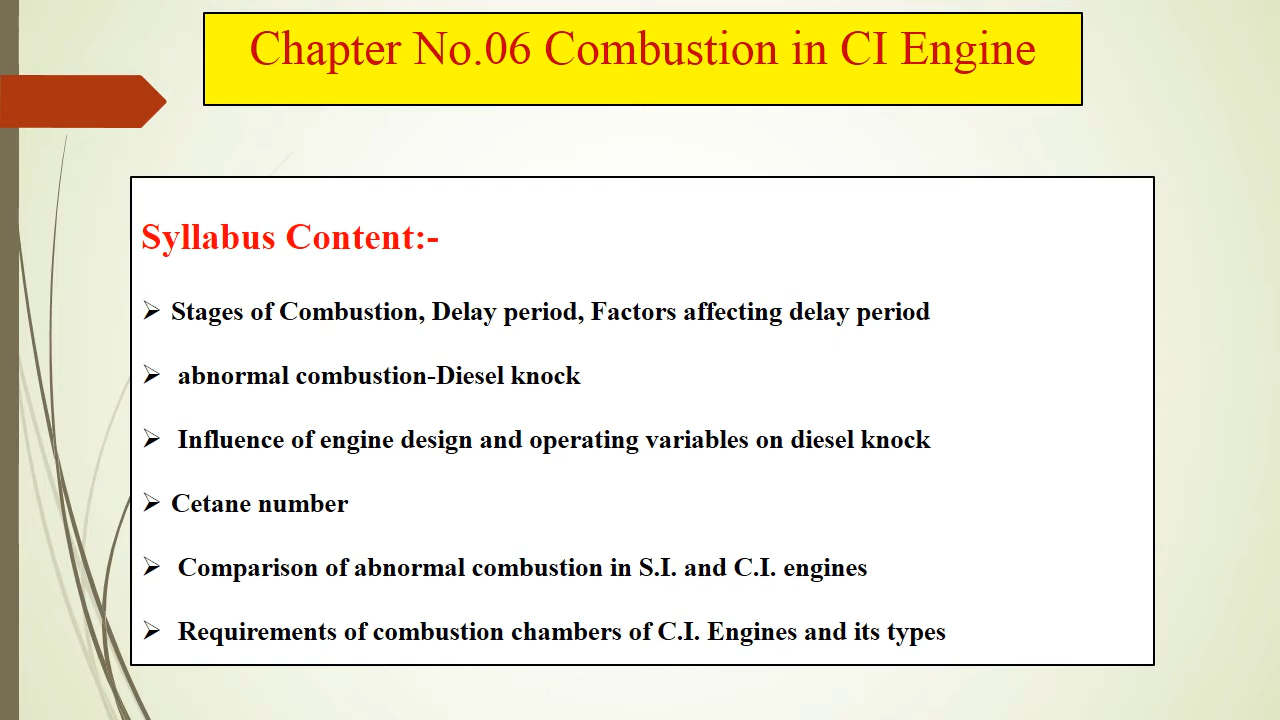 Chapter No.06 Combustion in CI Engine
Syllabus Content:-
➢ Stages of Combustion, Delay period, Factors affecting delay period
➢ abnormal combustion-Diesel knock
➢ Influence of engine design and operating variables on diesel knock
➢ Cetane number
➢ Comparison of abnormal combustion in S.I. and C.I. engines
➢ Requirements of combustion chambers of C.I. Engines and its types